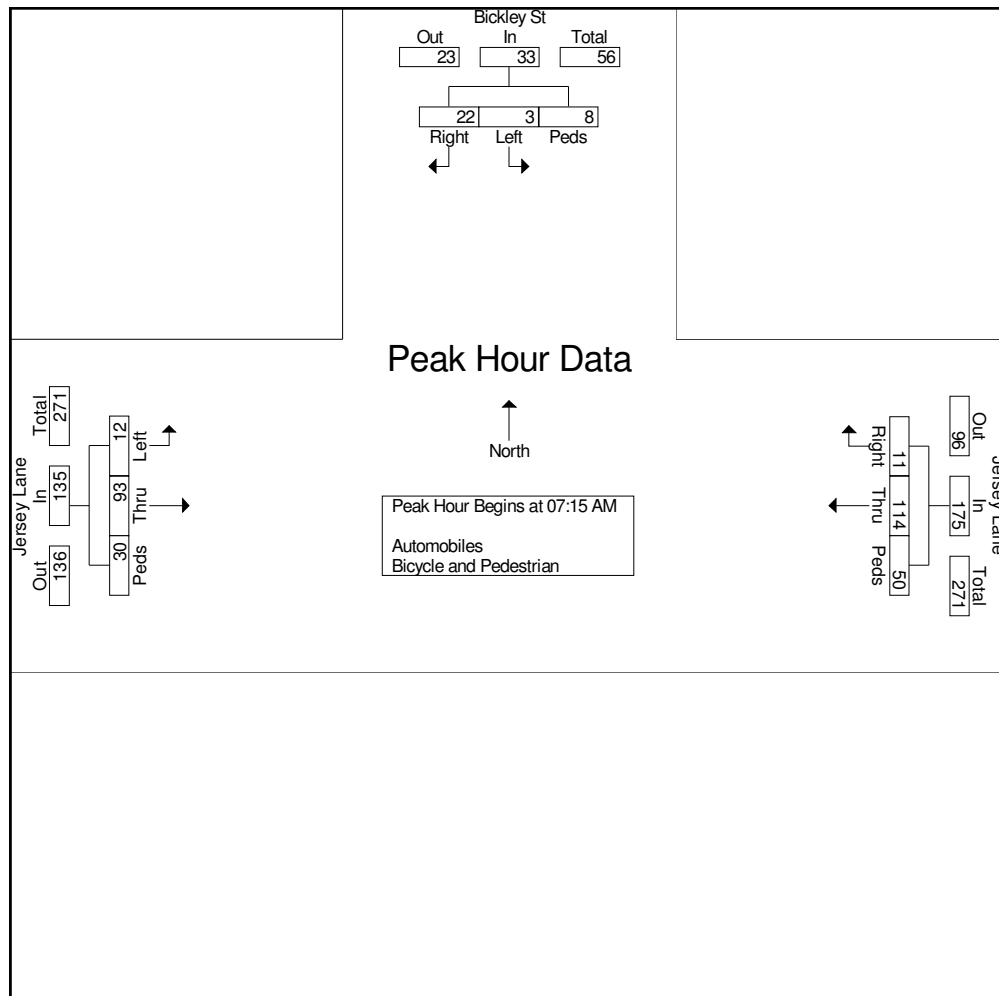 Bickley St
Out In Total
23 33 56
22 3 8
Right Left Peds
Peak Hour Data
North
Peak Hour Begins at 07:15 AM
Automobiles
Bicycle and Pedestrian
Jersey Lane
Out In Total
136 135 271
Left Thru Peds
12 93 30
Jersey Lane
Out In Total
96 175 271
Right Thru Peds
11 114 50